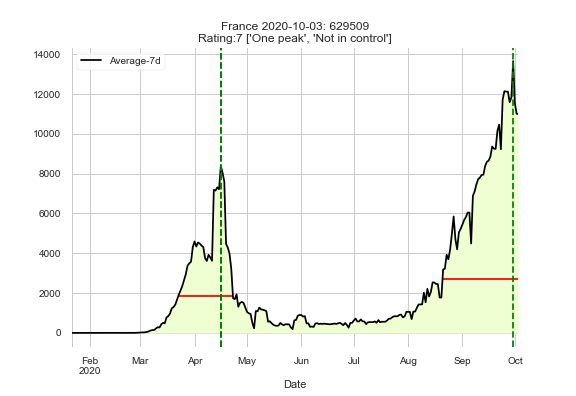 France 2020-10-03: 629509
Rating:7 ['One peak', 'Not in control']
Average-7d
14000
12000
10000
8000
6000
4000
2000
0
Feb Mar Apr May Jun Jul Aug Sep Oct
2020
Date